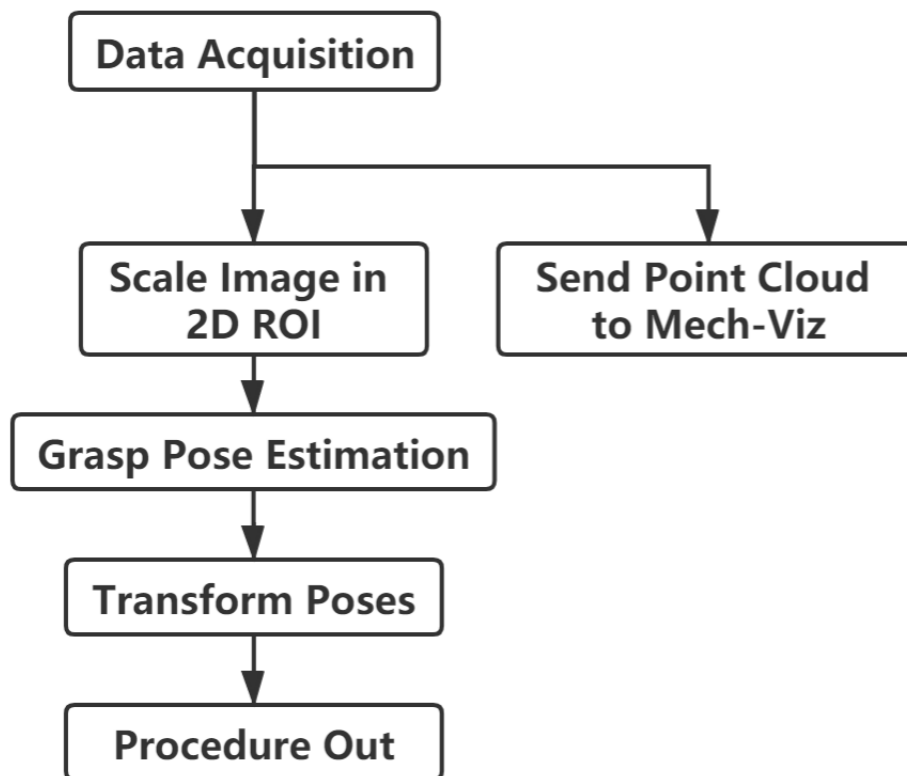 Data Acquisition
Scale Image in
2D ROI
Send Point Cloud
to Mech-Viz
Grasp Pose Estimation
Transform Poses
Procedure Out